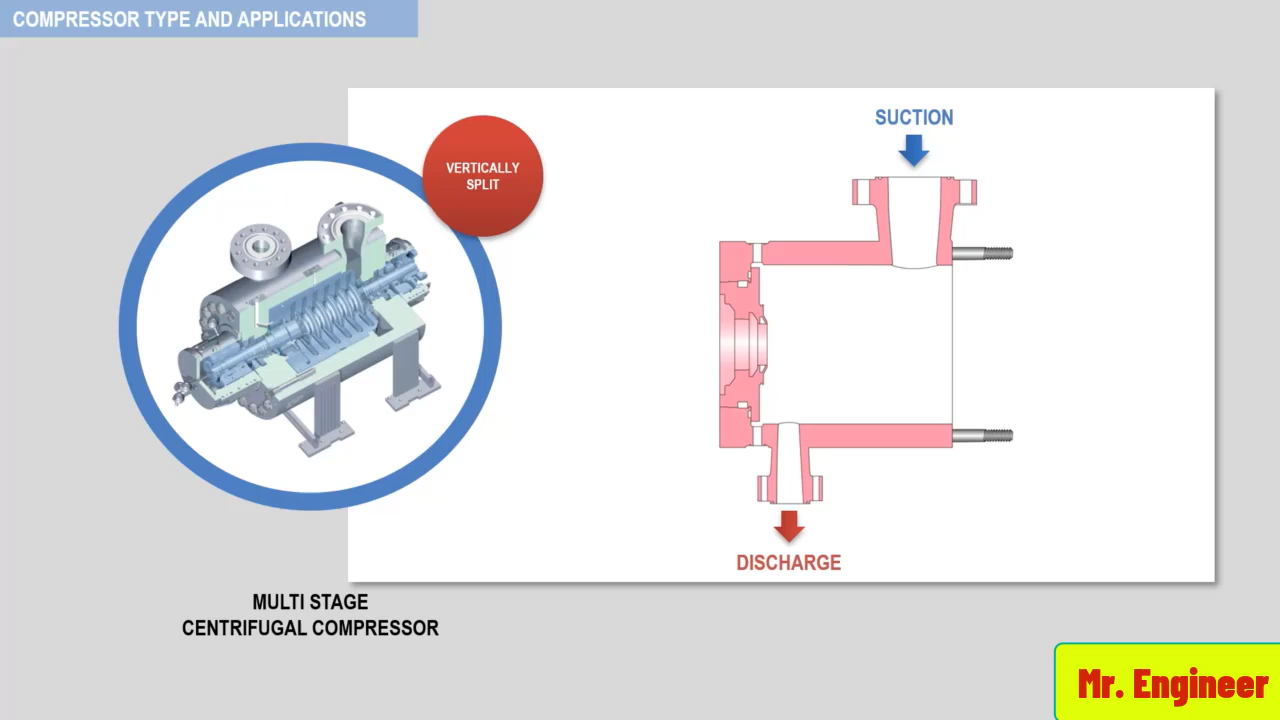 COMPRESSOR TYPE AND APPLICATIONS
SUCTION
VERTICALLY
SPLIT
DISCHARGE
MULTI STAGE
CENTRIFUGAL COMPRESSOR
Mr. Engineer